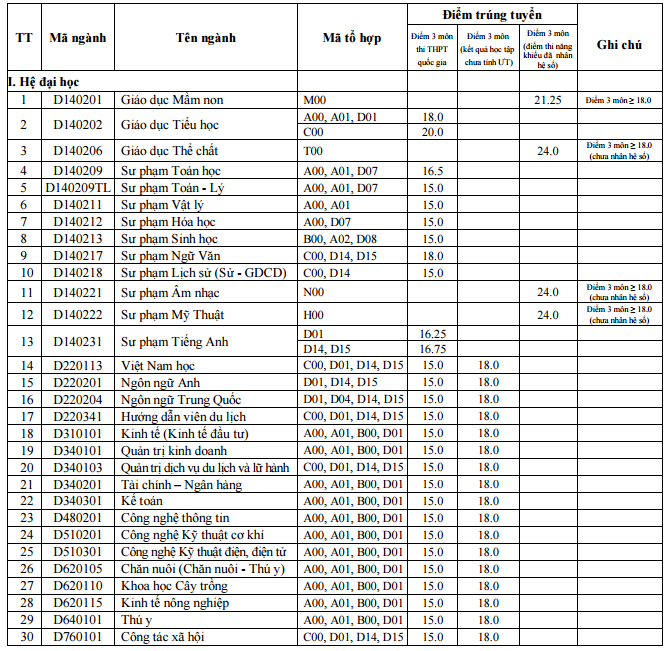 TT Mã ngành Tên ngành Mã tổ hợp Điểm trúng tuyển Ghi chú
Điểm 3 môn thi THPT quốc gia Điểm 3 môn (kết quả học tập chưa tính ƯT) Điểm 3 môn (điểm thi năng khiếu đã nhân hệ số)
I. Hệ đại học
1 D140201 Giáo dục Mầm non M00 21.25 Điểm 3 môn ≥ 18.0
2 D140202 Giáo dục Tiểu học A00, A01, D01 18.0
C00 20.0
3 D140206 Giáo dục Thể chất T00 24.0 Điểm 3 môn ≥ 18.0 (chưa nhân hệ số)
4 D140209 Sư phạm Toán học A00, A01, D07 16.5
5 D140209TL Sư phạm Toán - Lý A00, A01, D07 15.0
6 D140211 Sư phạm Vật lý A00, A01 15.0
7 D140212 Sư phạm Hóa học A00, D07 15.0
8 D140213 Sư phạm Sinh học B00, A02, D08 15.0
9 D140217 Sư phạm Ngữ Văn C00, D14, D15 18.0
10 D140218 Sư phạm Lịch sử (Sử - GDCD) C00, D14 15.0
11 D140221 Sư phạm Âm nhạc N00 24.0 Điểm 3 môn ≥ 18.0 (chưa nhân hệ số)
12 D140222 Sư phạm Mỹ Thuật H00 24.0 Điểm 3 môn ≥ 18.0 (chưa nhân hệ số)
13 D140231 Sư phạm Tiếng Anh D01 16.25
D14, D15 16.75
14 D220113 Việt Nam học C00, D01, D14, D15 15.0 18.0
15 D220201 Ngôn ngữ Anh D01, D14, D15 15.0 18.0
16 D220204 Ngôn ngữ Trung Quốc D01, D04, D14, D15 15.0 18.0
17 D220341 Hướng dẫn viên du lịch C00, D01, D14, D15 15.0 18.0
18 D310101 Kinh tế (Kinh tế đầu tư) A00, A01, B00, D01 15.0 18.0
19 D340101 Quản trị kinh doanh A00, A01, B00, D01 15.0 18.0
20 D340103 Quản trị dịch vụ du lịch và lữ hành C00, D01, D14, D15 15.0 18.0
21 D340201 Tài chính – Ngân hàng A00, A01, B00, D01 15.0 18.0
22 D340301 Kế toán A00, A01, B00, D01 15.0 18.0
23 D480201 Công nghệ thông tin A00, A01, B00, D01 15.0 18.0
24 D510201 Công nghệ Kỹ thuật cơ khí A00, A01, B00, D01 15.0 18.0
25 D510301 Công nghệ Kỹ thuật điện, điện tử A00, A01, B00, D01 15.0 18.0
26 D620105 Chăn nuôi (Chăn nuôi - Thú y) A00, A01, B00, D01 15.0 18.0
27 D620110 Khoa học Cây trồng A00, A01, B00, D01 15.0 18.0
28 D620115 Kinh tế nông nghiệp A00, A01, B00, D01 15.0 18.0
29 D640101 Thú y A00, A01, B00, D01 15.0 18.0
30 D760101 Công tác xã hội C00, D01, D14, D15 15.0 18.0